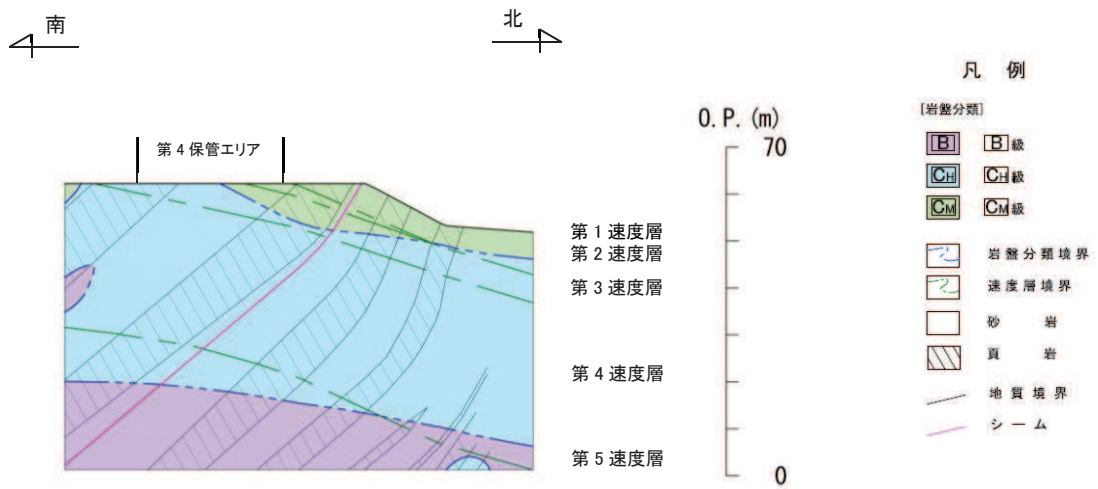 南
北
第4保管エリア
O.P.(m)
70
0
第1速度層
第2速度層
第3速度層
第4速度層
第5速度層
凡 例
[岩盤分類]
B B級
CH CH級
CM CM級
岩盤分類境界
速度層境界
砂 岩
頁 岩
地質境界
シーム